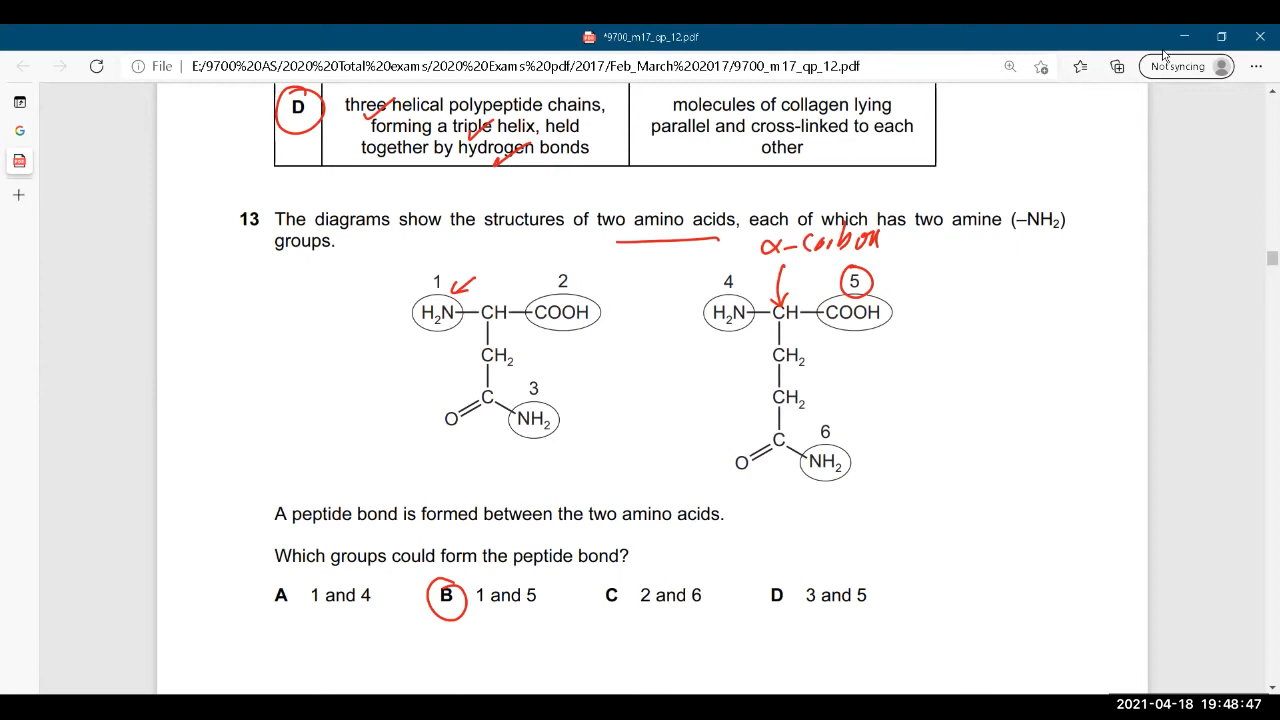 *9700_m17_qp_12.pdf
File | E:/9700%20AS/2020%20Total%20exams/2020%20Exams%20pdf/2017/Feb_March%202017/9700_m17_qp_12.pdf
Not syncing
D three helical polypeptide chains, molecules of collagen lying
forming a triple helix, held parallel and cross-linked to each
together by hydrogen bonds other
13 The diagrams show the structures of two amino acids, each of which has two amine (–NH₂)
groups.
α-carbon
1 2 4 5
H₂N CH COOH H₂N CH COOH
CH₂ CH₂
3
C CH₂
O NH₂
6
C
O NH₂
A peptide bond is formed between the two amino acids.
Which groups could form the peptide bond?
A 1 and 4 B 1 and 5 C 2 and 6 D 3 and 5
2021-04-18 19:48:47